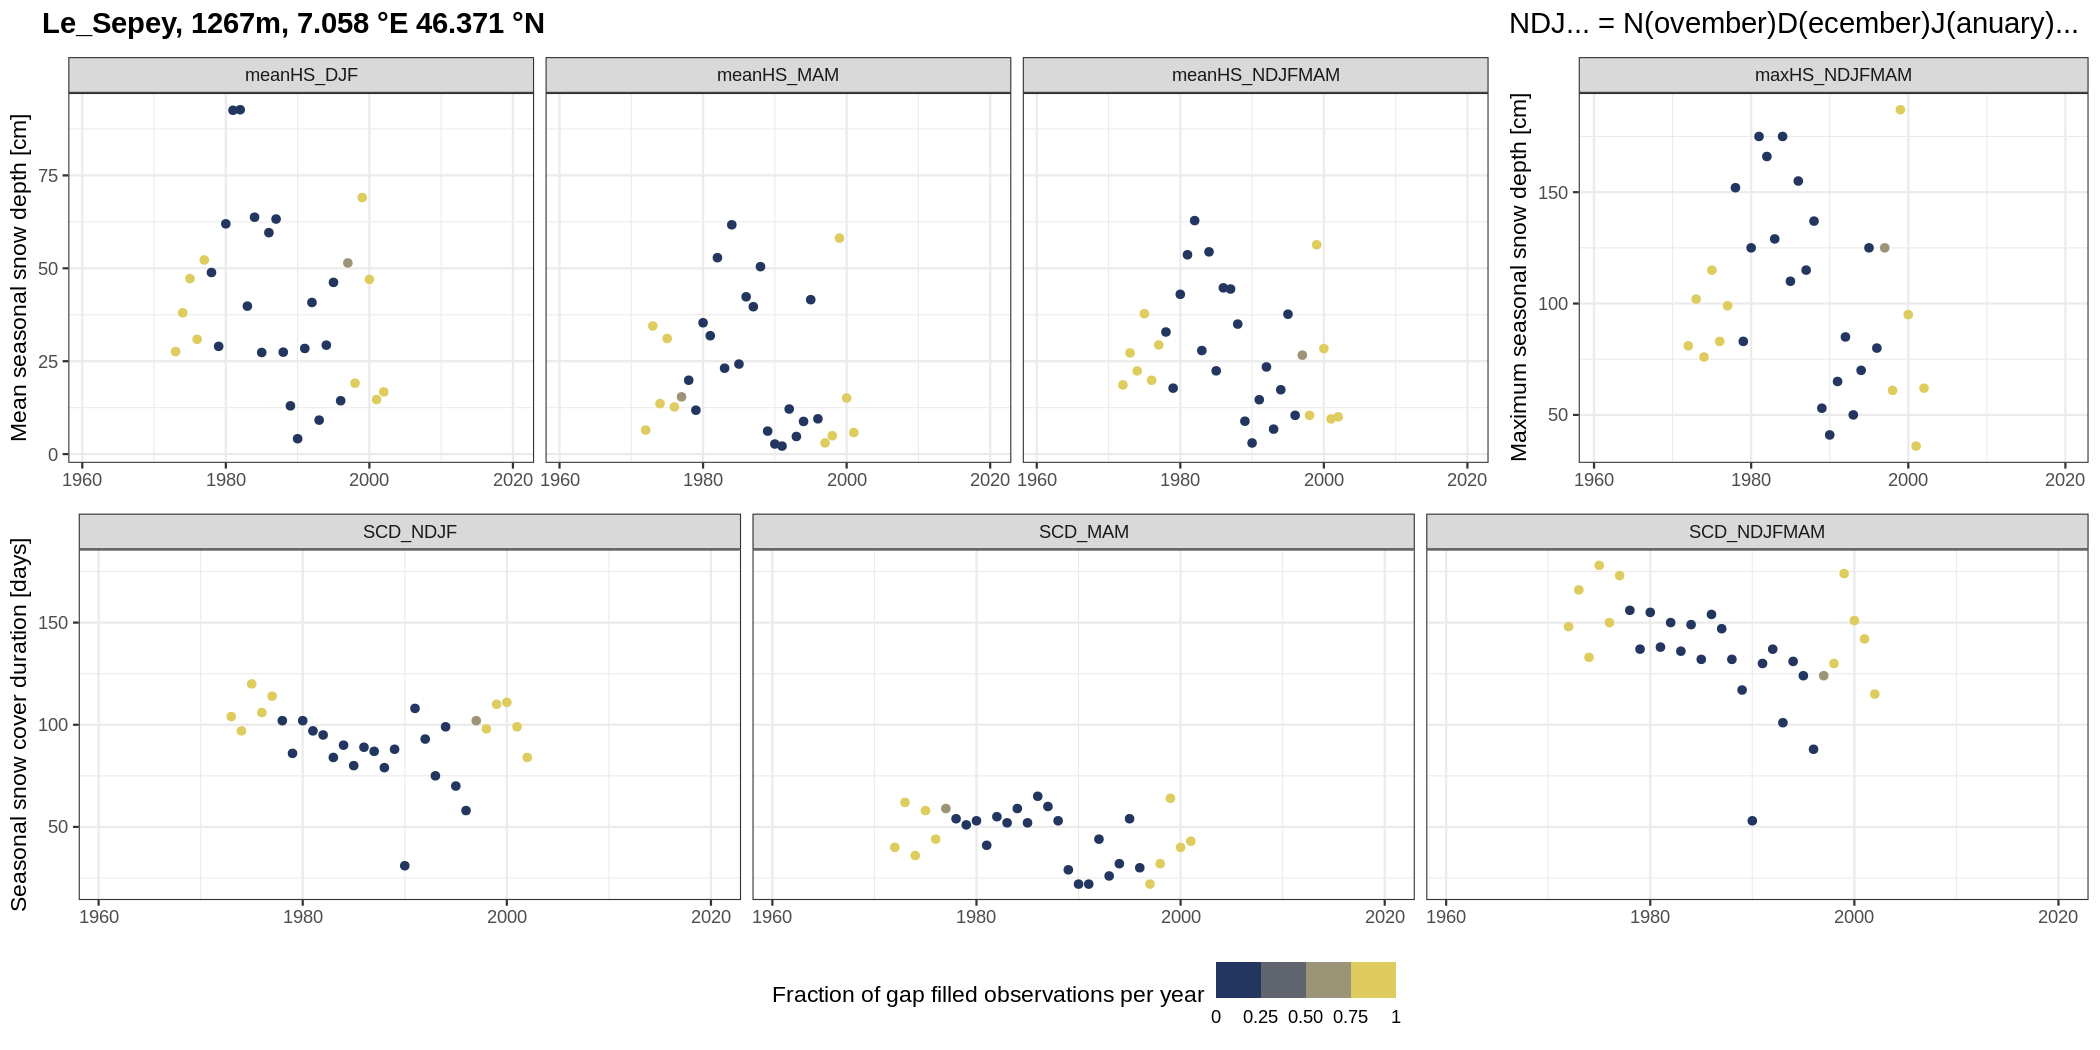 Le_Sepey, 1267m, 7.058 °E 46.371 °N
NDJ... = N(ovember)D(ecember)J(anuary)...
meanHS_DJF
meanHS_MAM
meanHS_NDJFMAM
maxHS_NDJFMAM
Mean seasonal snow depth [cm]
75
50
25
0
1960 1980 2000 2020
1960 1980 2000 2020
1960 1980 2000 2020
Maximum seasonal snow depth [cm]
150
100
50
1960 1980 2000 2020
SCD_NDJF
SCD_MAM
SCD_NDJFMAM
Seasonal snow cover duration [days]
150
100
50
1960 1980 2000 2020
1960 1980 2000 2020
1960 1980 2000 2020
Fraction of gap filled observations per year
0 0.25 0.50 0.75 1